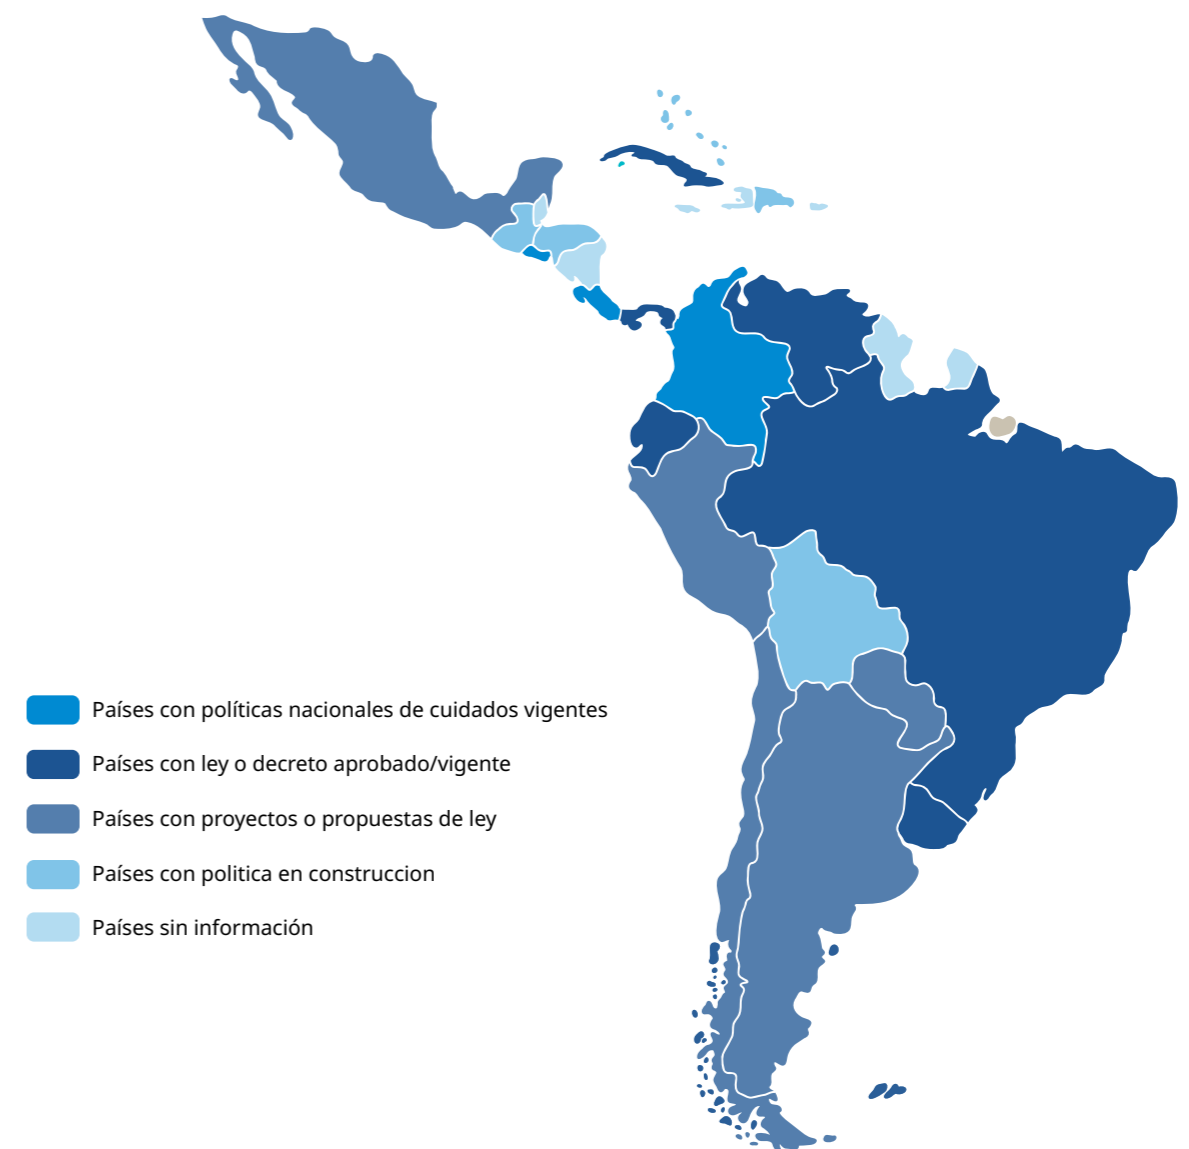 Países con políticas nacionales de cuidados vigentes
Países con ley o decreto aprobado/vigente
Países con proyectos o propuestas de ley
Países con politica en construccion
Países sin información